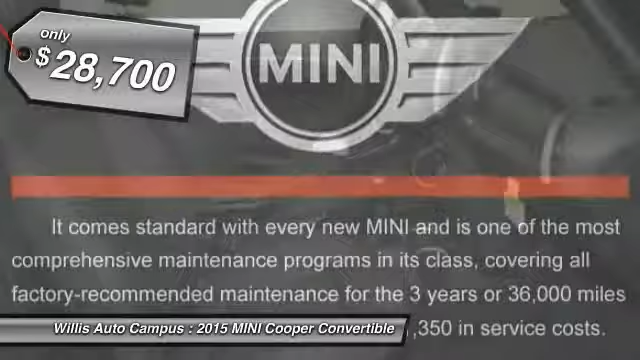 only
$28,700
MINI
It comes standard with every new MINI and is one of the most
comprehensive maintenance programs in its class, covering all
factory-recommended maintenance for the 3 years or 36,000 miles
,350 in service costs.
Willis Auto Campus : 2015 MINI Cooper Convertible